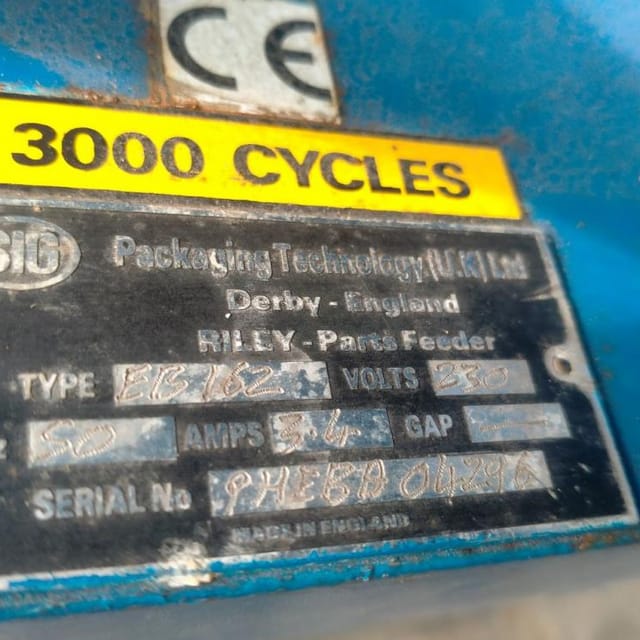 CE
3000 CYCLES
SIG Packaging Technology (U.K) Ltd
Derby - England
RILEY - Parts Feeder
TYPE EB162 VOLTS 230
50 AMPS 3.4 GAP —
SERIAL No
MADE IN ENGLAND